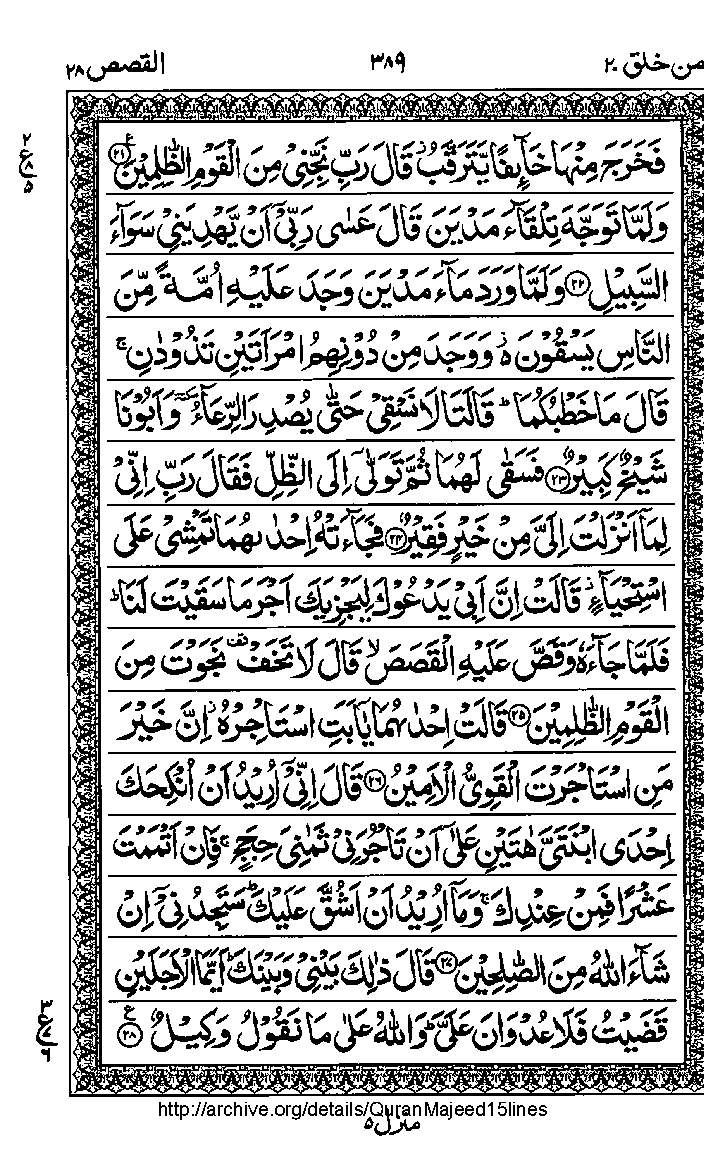 من خلق ٢٠ ٣٨٩ القصص ٢٨
فَخَرَجَ مِنْهَا خَآئِفًا يَّتَرَقَّبُ ۫ قَالَ رَبِّ نَجِّنِیْ مِنَ الْقَوْمِ الظّٰلِمِیْنَ ﴿٢١﴾
وَلَمَّا تَوَجَّهَ تِلْقَآءَ مَدْیَنَ قَالَ عَسٰی رَبِّیْۤ اَنْ یَّهْدِیَنِیْ سَوَآءَ
السَّبِیْلِ ﴿٢٢﴾ وَلَمَّا وَرَدَ مَآءَ مَدْیَنَ وَجَدَ عَلَیْهِ اُمَّةً مِّنَ
النَّاسِ یَسْقُوْنَ ە۫ وَوَجَدَ مِنْ دُوْنِهِمُ امْرَاَتَیْنِ تَذُوْدٰنِ ۚ
قَالَ مَا خَطْبُكُمَا ؕ قَالَتَا لَا نَسْقِیْ حَتّٰی یُصْدِرَ الرِّعَآءُ وَاَبُوْنَا
شَیْخٌ كَبِیْرٌ ﴿٢٣﴾ فَسَقٰی لَهُمَا ثُمَّ تَوَلّٰۤی اِلَی الظِّلِّ فَقَالَ رَبِّ اِنِّیْ
لِمَاۤ اَنْزَلْتَ اِلَیَّ مِنْ خَیْرٍ فَقِیْرٌ ﴿٢٤﴾ فَجَآءَتْهُ اِحْدٰىهُمَا تَمْشِیْ عَلَی
اسْتِحْیَآءٍ ۫ قَالَتْ اِنَّ اَبِیْ یَدْعُوْكَ لِیَجْزِیَكَ اَجْرَ مَا سَقَیْتَ لَنَا ؕ
فَلَمَّا جَآءَهٗ وَقَصَّ عَلَیْهِ الْقَصَصَ ۙ قَالَ لَا تَخَفْ ۥ نَجَوْتَ مِنَ
الْقَوْمِ الظّٰلِمِیْنَ ﴿٢٥﴾ قَالَتْ اِحْدٰىهُمَا یٰۤاَبَتِ اسْتَاْجِرْهُ ۫ اِنَّ خَیْرَ
مَنِ اسْتَاْجَرْتَ الْقَوِیُّ الْاَمِیْنُ ﴿٢٦﴾ قَالَ اِنِّیْۤ اُرِیْدُ اَنْ اُنْكِحَكَ
اِحْدَی ابْنَتَیَّ هٰتَیْنِ عَلٰۤی اَنْ تَاْجُرَنِیْ ثَمٰنِیَ حِجَجٍ ۚ فَاِنْ اَتْمَمْتَ
عَشْرًا فَمِنْ عِنْدِكَ ۚ وَمَاۤ اُرِیْدُ اَنْ اَشُقَّ عَلَیْكَ ؕ سَتَجِدُنِیْۤ اِنْ
شَآءَ اللّٰهُ مِنَ الصّٰلِحِیْنَ ﴿٢٧﴾ قَالَ ذٰلِكَ بَیْنِیْ وَبَیْنَكَ ؕ اَیَّمَا الْاَجَلَیْنِ
قَضَیْتُ فَلَا عُدْوَانَ عَلَیَّ ؕ وَاللّٰهُ عَلٰی مَا نَقُوْلُ وَكِیْلٌ ﴿٢٨﴾
http://archive.org/details/QuranMajeed15lines
منزل ٥